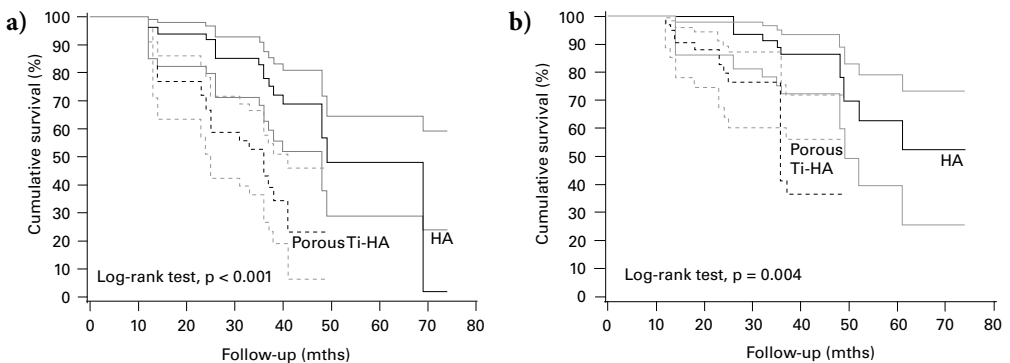 a)
Cumulative survival (%)
100
90
80
70
60
50
40
30
20
10
0
Porous Ti-HA
HA
Log-rank test, p < 0.001
0 10 20 30 40 50 60 70 80
Follow-up (mths)
b)
Cumulative survival (%)
100
90
80
70
60
50
40
30
20
10
0
Porous
Ti-HA
HA
Log-rank test, p = 0.004
0 10 20 30 40 50 60 70 80
Follow-up (mths)